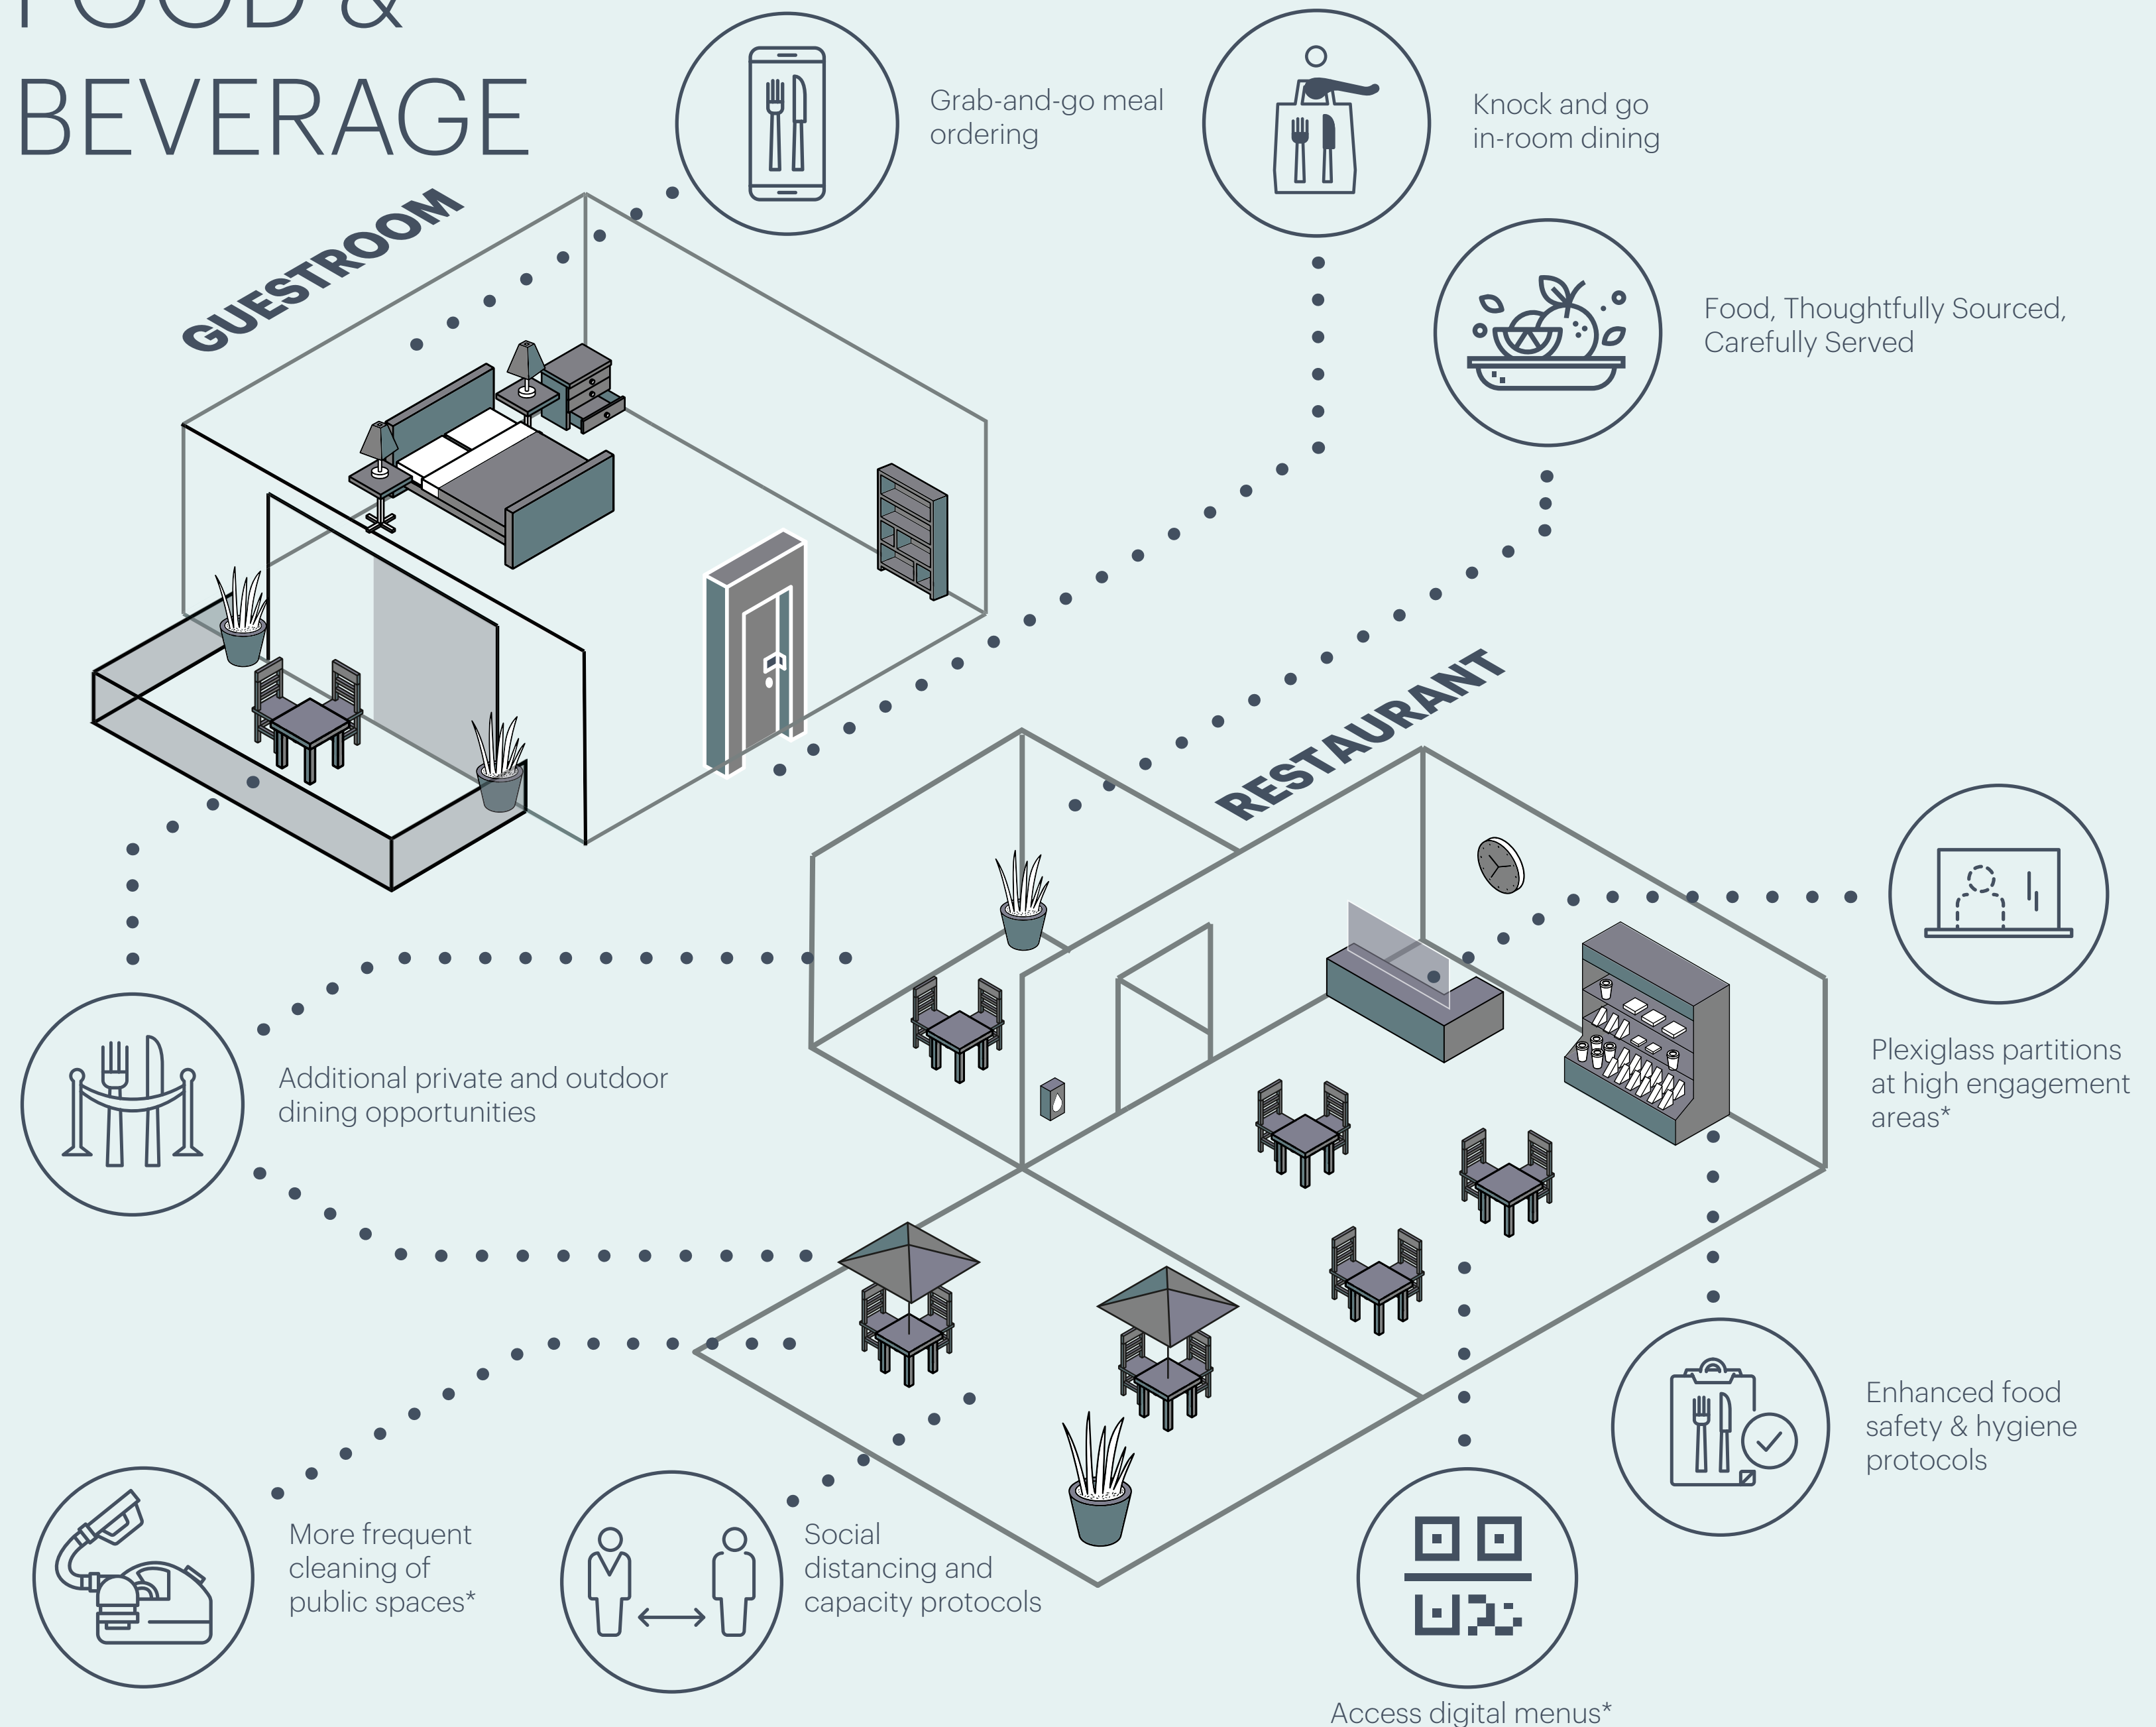 FOOD &
BEVERAGE
Grab-and-go meal
ordering
Knock and go
in-room dining
GUESTROOM
Food, Thoughtfully Sourced,
Carefully Served
RESTAURANT
Plexiglass partitions
at high engagement
areas*
Additional private and outdoor
dining opportunities
Enhanced food
safety & hygiene
protocols
More frequent
cleaning of
public spaces*
Social
distancing and
capacity protocols
Access digital menus*